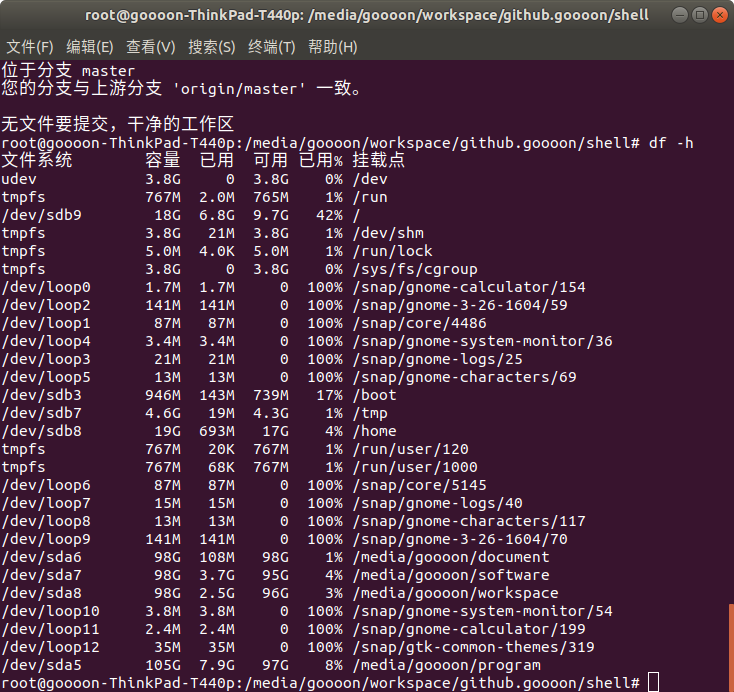 root@goooon-ThinkPad-T440p: /media/goooon/workspace/github.goooon/shell
文件(F) 编辑(E) 查看(V) 搜索(S) 终端(T) 帮助(H)
位于分支 master
您的分支与上游分支 'origin/master' 一致。
无文件要提交，干净的工作区
root@goooon-ThinkPad-T440p:/media/goooon/workspace/github.goooon/shell# df -h
文件系统 容量 已用 可用 已用% 挂载点
udev 3.8G 0 3.8G 0% /dev
tmpfs 767M 2.0M 765M 1% /run
/dev/sdb9 18G 6.8G 9.7G 42% /
tmpfs 3.8G 21M 3.8G 1% /dev/shm
tmpfs 5.0M 4.0K 5.0M 1% /run/lock
tmpfs 3.8G 0 3.8G 0% /sys/fs/cgroup
/dev/loop0 1.7M 1.7M 0 100% /snap/gnome-calculator/154
/dev/loop2 141M 141M 0 100% /snap/gnome-3-26-1604/59
/dev/loop1 87M 87M 0 100% /snap/core/4486
/dev/loop4 3.4M 3.4M 0 100% /snap/gnome-system-monitor/36
/dev/loop3 21M 21M 0 100% /snap/gnome-logs/25
/dev/loop5 13M 13M 0 100% /snap/gnome-characters/69
/dev/sdb3 946M 143M 739M 17% /boot
/dev/sdb7 4.6G 19M 4.3G 1% /tmp
/dev/sdb8 19G 693M 17G 4% /home
tmpfs 767M 20K 767M 1% /run/user/120
tmpfs 767M 68K 767M 1% /run/user/1000
/dev/loop6 87M 87M 0 100% /snap/core/5145
/dev/loop7 15M 15M 0 100% /snap/gnome-logs/40
/dev/loop8 13M 13M 0 100% /snap/gnome-characters/117
/dev/loop9 141M 141M 0 100% /snap/gnome-3-26-1604/70
/dev/sda6 98G 108M 98G 1% /media/goooon/document
/dev/sda7 98G 3.7G 95G 4% /media/goooon/software
/dev/sda8 98G 2.5G 96G 3% /media/goooon/workspace
/dev/loop10 3.8M 3.8M 0 100% /snap/gnome-system-monitor/54
/dev/loop11 2.4M 2.4M 0 100% /snap/gnome-calculator/199
/dev/loop12 35M 35M 0 100% /snap/gtk-common-themes/319
/dev/sda5 105G 7.9G 97G 8% /media/goooon/program
root@goooon-ThinkPad-T440p:/media/goooon/workspace/github.goooon/shell#